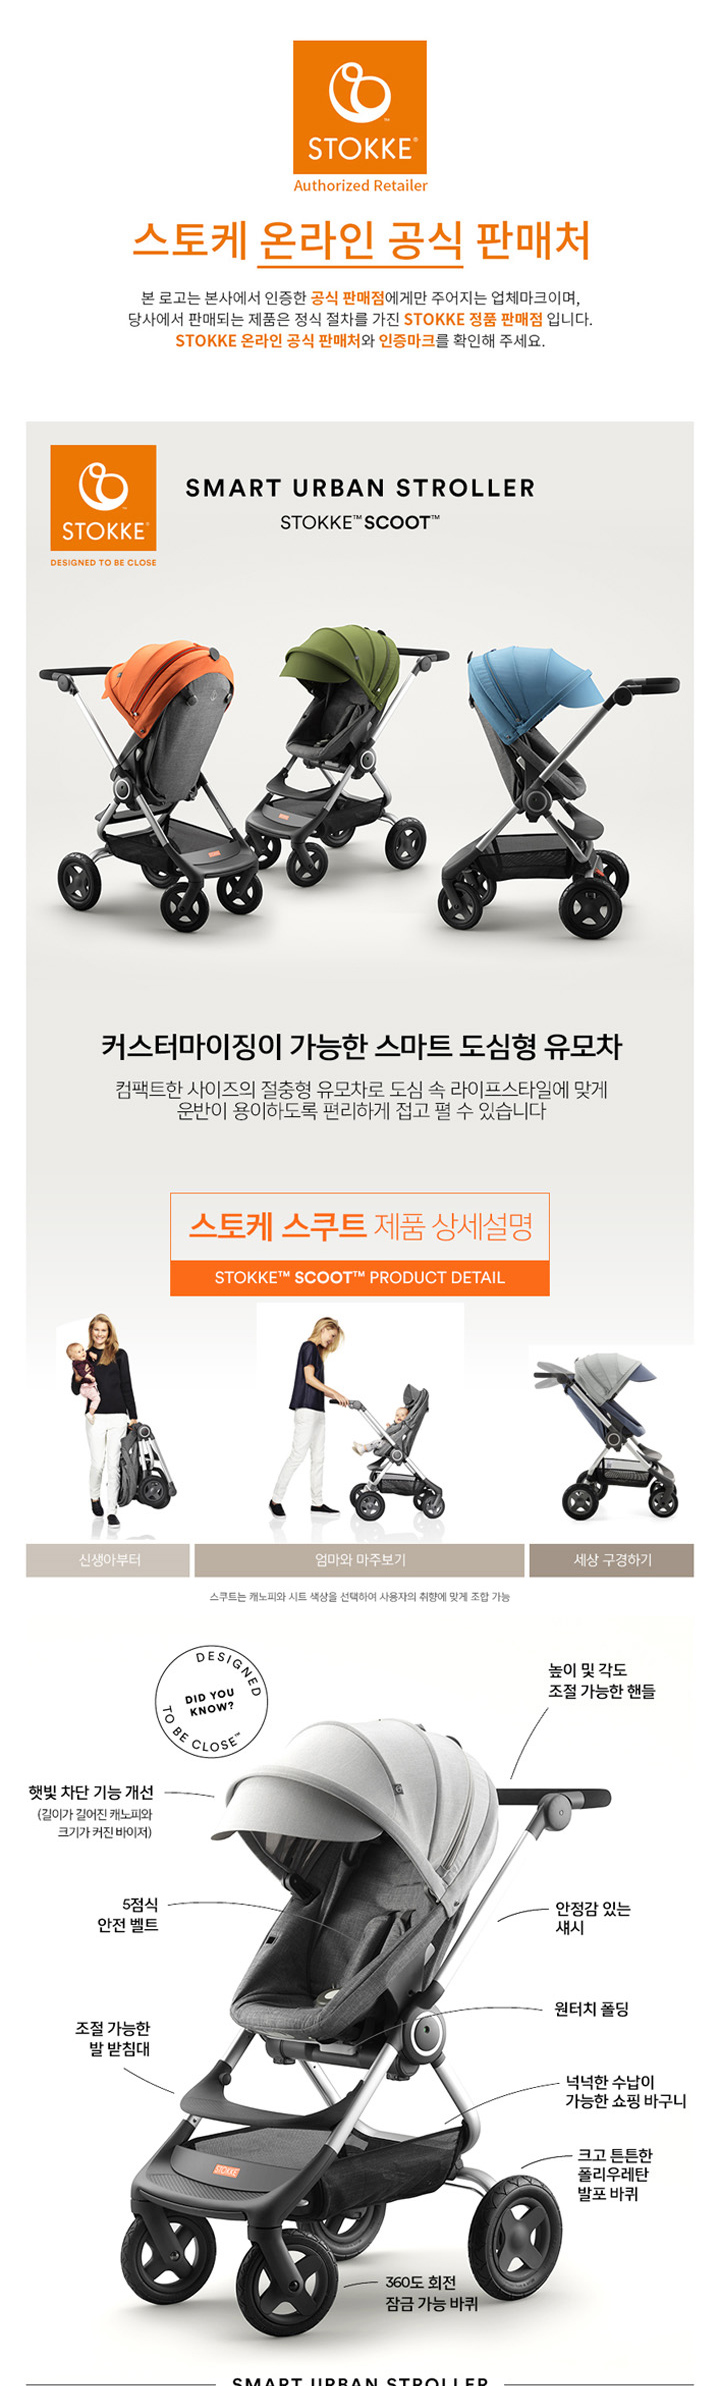 STOKKE®
Authorized Retailer
스토케 온라인 공식 판매처
본 로고는 본사에서 인증한 공식 판매점에게만 주어지는 업체마크이며,
당사에서 판매되는 제품은 정식 절차를 가진 STOKKE 정품 판매점 입니다.
STOKKE 온라인 공식 판매처와 인증마크를 확인해 주세요.
STOKKE®
DESIGNED TO BE CLOSE
SMART URBAN STROLLER
STOKKE™ SCOOT™
커스터마이징이 가능한 스마트 도심형 유모차
컴팩트한 사이즈의 절충형 유모차로 도심 속 라이프스타일에 맞게
운반이 용이하도록 편리하게 접고 펼 수 있습니다
스토케 스쿠트 제품 상세설명
STOKKE™ SCOOT™ PRODUCT DETAIL
신생아부터
엄마와 마주보기
세상 구경하기
스쿠트는 캐노피와 시트 색상을 선택하여 사용자의 취향에 맞게 조합 가능
DESIGNED
DID YOU
KNOW?
TO BE CLOSE™
높이 및 각도
조절 가능한 핸들
햇빛 차단 기능 개선
(길이가 길어진 캐노피와
크기가 커진 바이저)
5점식
안전 벨트
안정감 있는
섀시
원터치 폴딩
조절 가능한
발 받침대
넉넉한 수납이
가능한 쇼핑 바구니
크고 튼튼한
폴리우레탄
발포 바퀴
STOKKE
360도 회전
잠금 가능 바퀴
SMART URBAN STROLLER